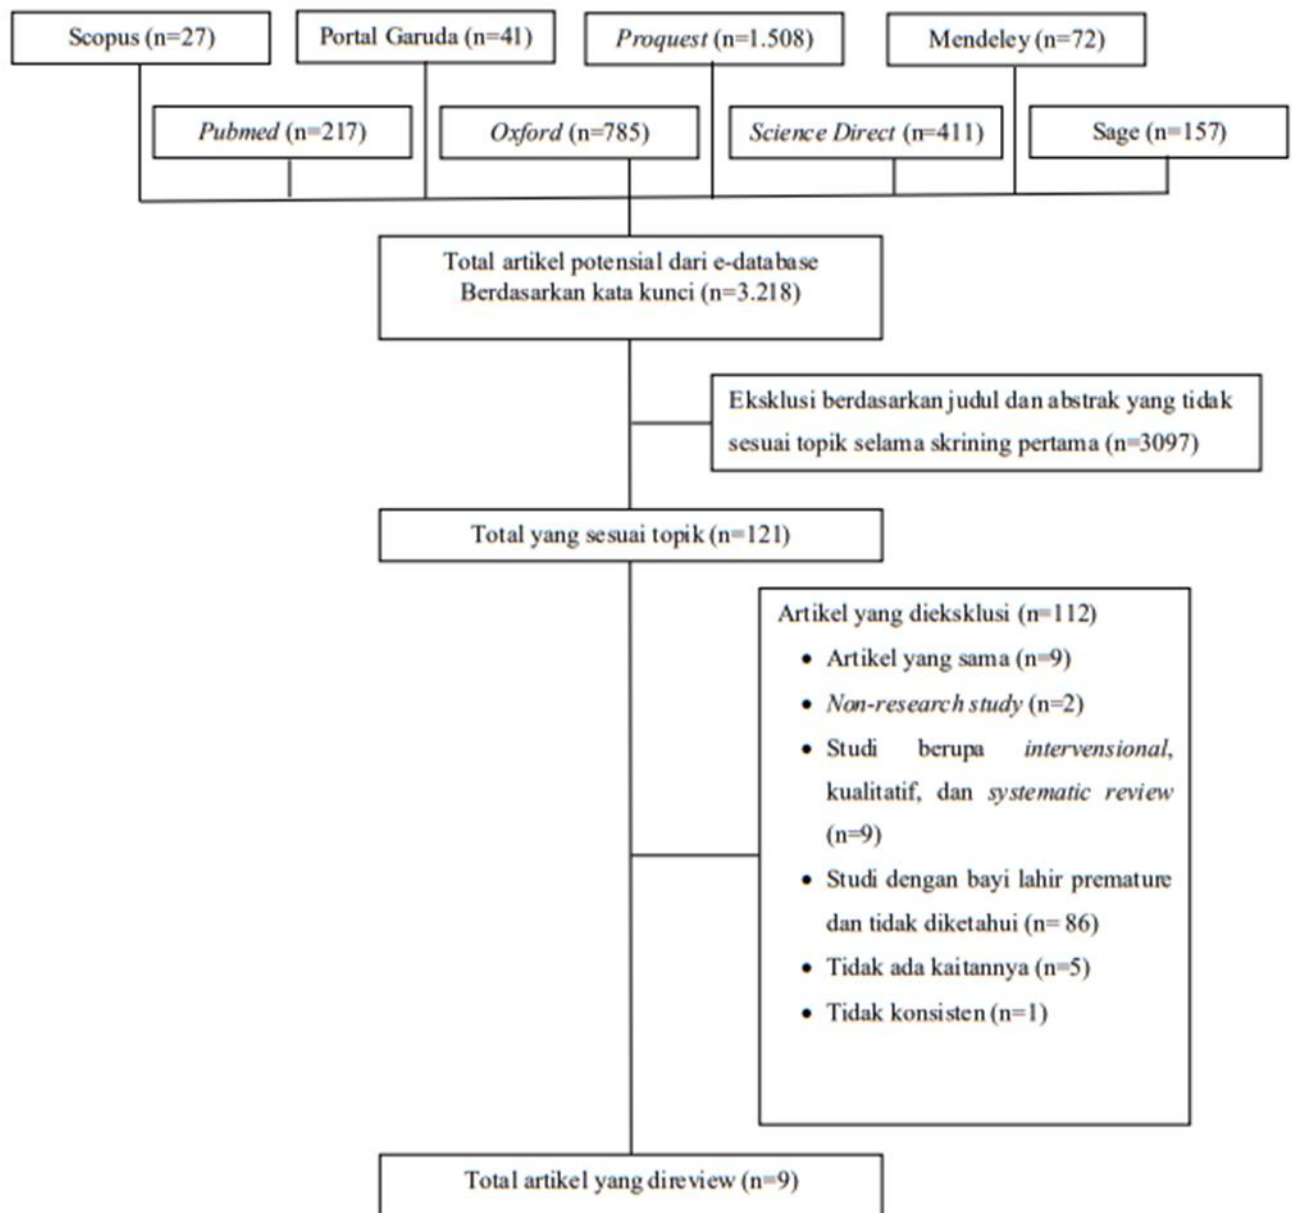 Scopus (n=27)
Portal Garuda (n=41)
Proquest (n=1.508)
Mendeley (n=72)
Pubmed (n=217)
Oxford (n=785)
Science Direct (n=411)
Sage (n=157)
Total artikel potensial dari e-database
Berdasarkan kata kunci (n=3.218)
Eksklusi berdasarkan judul dan abstrak yang tidak
sesuai topik selama skrining pertama (n=3097)
Total yang sesuai topik (n=121)
Artikel yang dieksklusi (n=112)
• Artikel yang sama (n=9)
• Non-research study (n=2)
• Studi berupa intervensional,
kualitatif, dan systematic review
(n=9)
• Studi dengan bayi lahir premature
dan tidak diketahui (n= 86)
• Tidak ada kaitannya (n=5)
• Tidak konsisten (n=1)
Total artikel yang direview (n=9)